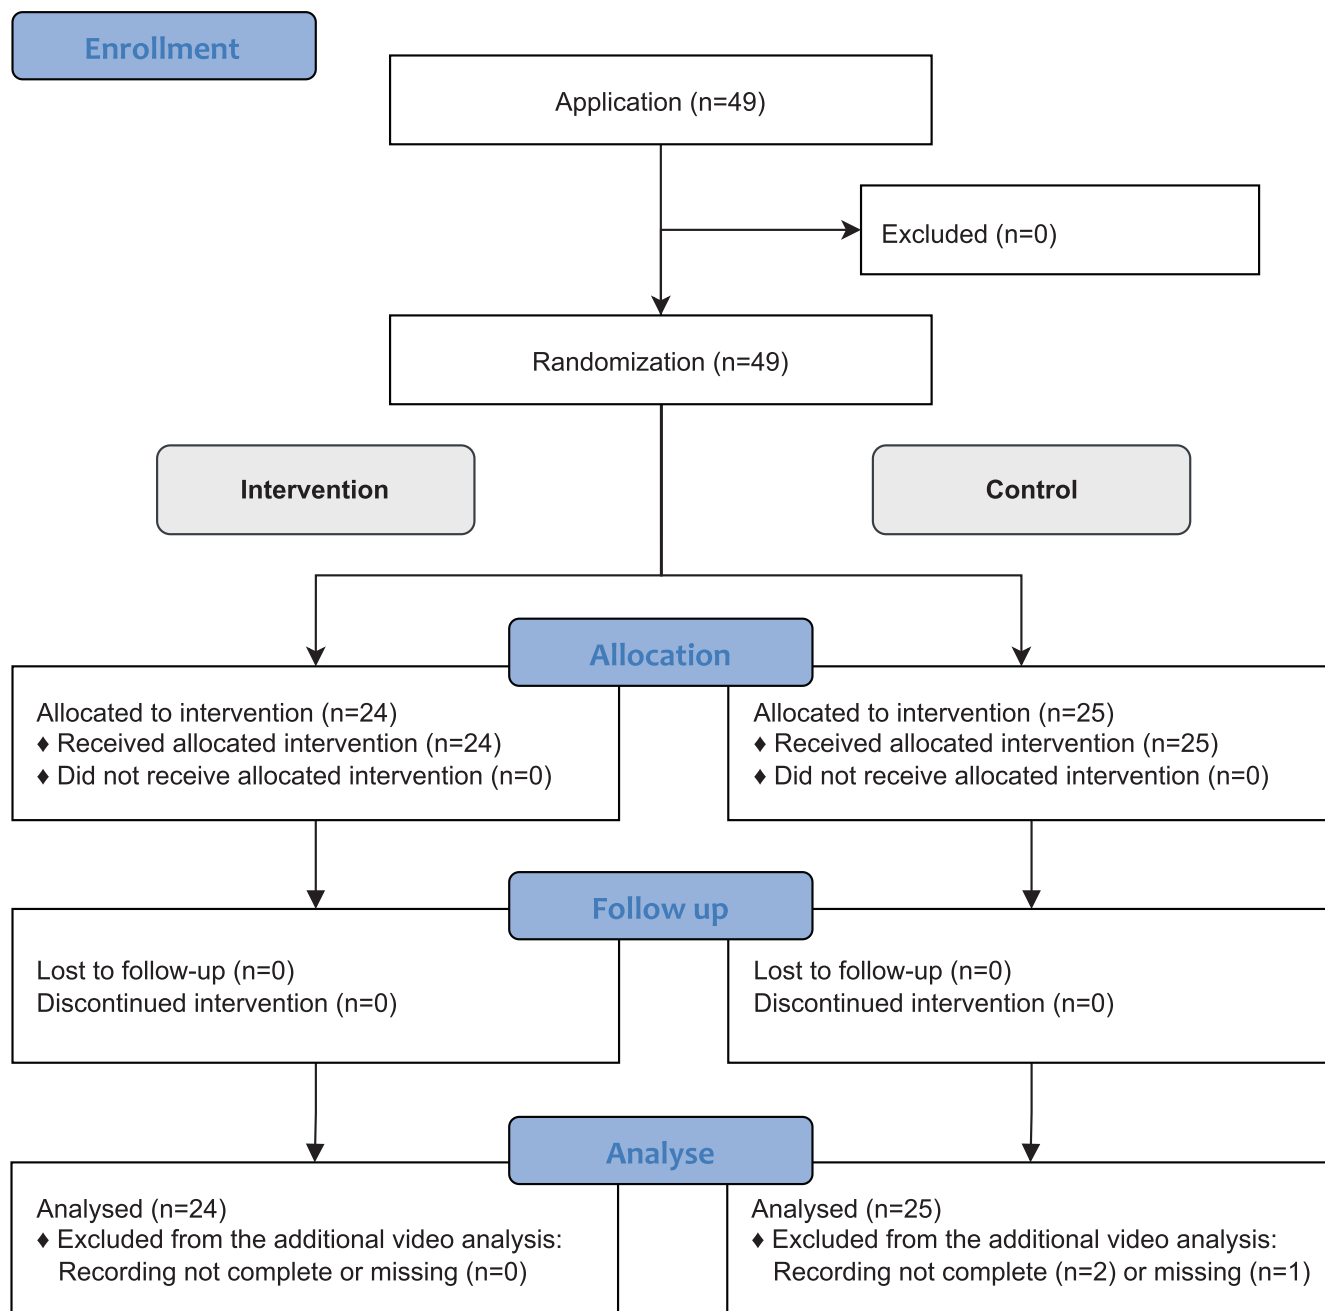 Enrollment
Application (n=49)
Excluded (n=0)
Randomization (n=49)
Intervention
Control
Allocation
Allocated to intervention (n=24)
♦ Received allocated intervention (n=24)
♦ Did not receive allocated intervention (n=0)
Allocated to intervention (n=25)
♦ Received allocated intervention (n=25)
♦ Did not receive allocated intervention (n=0)
Follow up
Lost to follow-up (n=0)
Discontinued intervention (n=0)
Lost to follow-up (n=0)
Discontinued intervention (n=0)
Analyse
Analysed (n=24)
♦ Excluded from the additional video analysis:
Recording not complete or missing (n=0)
Analysed (n=25)
♦ Excluded from the additional video analysis:
Recording not complete (n=2) or missing (n=1)